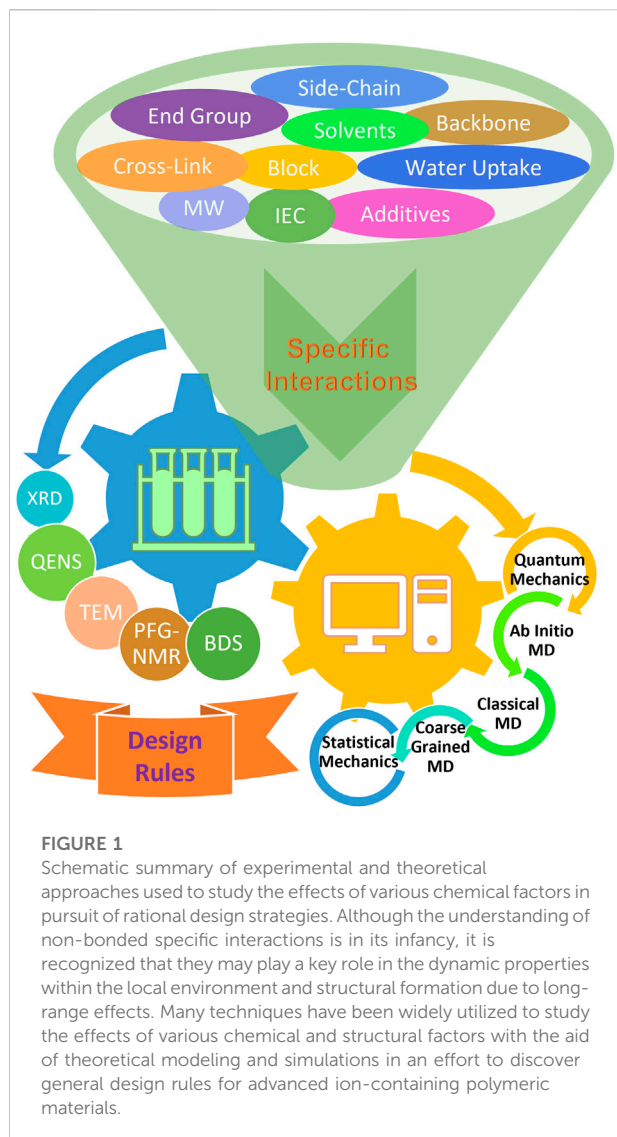 Side-Chain
End Group
Solvents
Backbone
Cross-Link
Block
Water Uptake
MW
IEC
Additives
Specific
Interactions
XRD
QENS
TEM
PFG-
NMR
BDS
Quantum
Mechanics
Ab Initio
MD
Classical
MD
Coarse
Grained
MD
Statistical
Mechanics
Design
Rules
FIGURE 1
Schematic summary of experimental and theoretical
approaches used to study the effects of various chemical factors in
pursuit of rational design strategies. Although the understanding of
non-bonded specific interactions is in its infancy, it is
recognized that they may play a key role in the dynamic properties
within the local environment and structural formation due to long-
range effects. Many techniques have been widely utilized to study
the effects of various chemical and structural factors with the aid
of theoretical modeling and simulations in an effort to discover
general design rules for advanced ion-containing polymeric
materials.